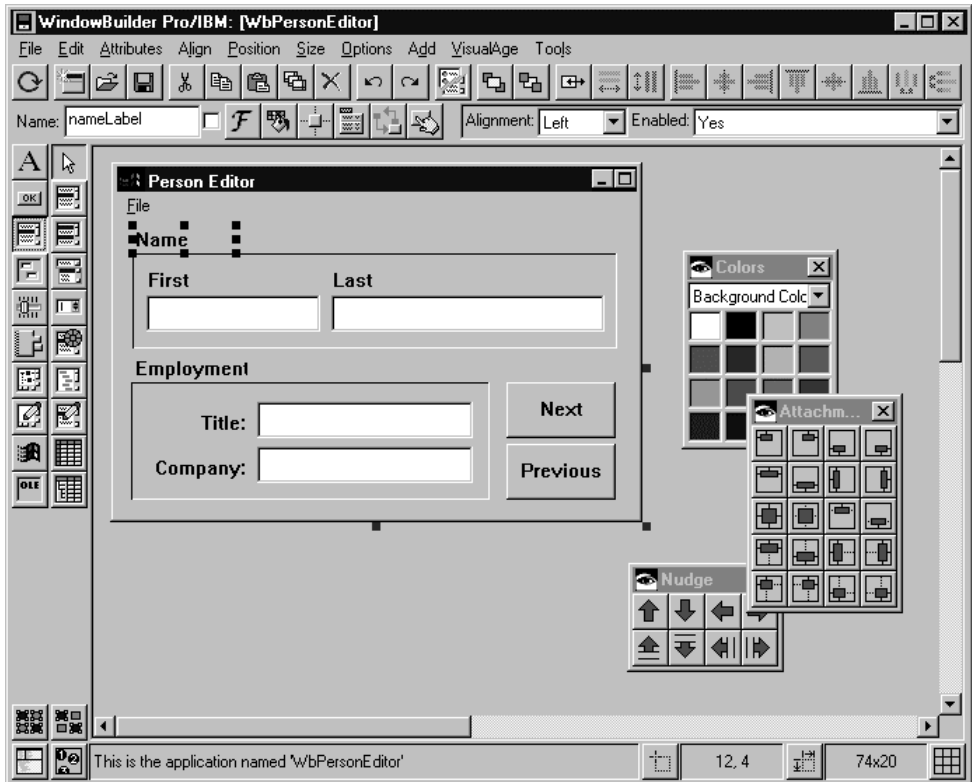 WindowBuilder Pro/IBM: [WbPersonEditor]
File Edit Attributes Align Position Size Options Add VisualAge Tools
Name: nameLabel F Alignment: Left Enabled: Yes
A
OK
OLE
Person Editor
File
Name
First Last
Employment
Title:
Company:
Next
Previous
Colors
Background Colc
Attachm...
Nudge
This is the application named 'WbPersonEditor' 12, 4 74x20